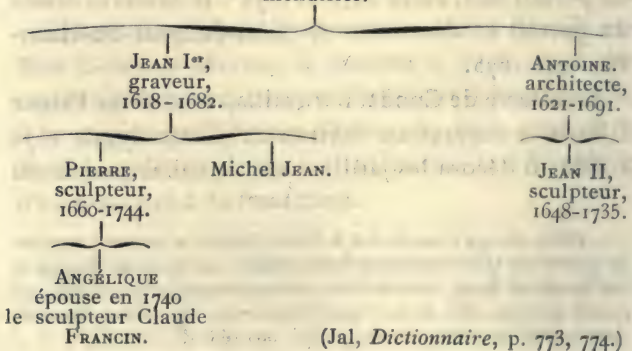 JEAN Ier,
graveur,
1618-1682.
ANTOINE.
architecte,
1621-1691.
PIERRE,
sculpteur,
1660-1744.
Michel JEAN.
JEAN II,
sculpteur,
1648-1735.
ANGÉLIQUE
épouse en 1740
le sculpteur Claude
FRANCIN.
(Jal, Dictionnaire, p. 773, 774.)